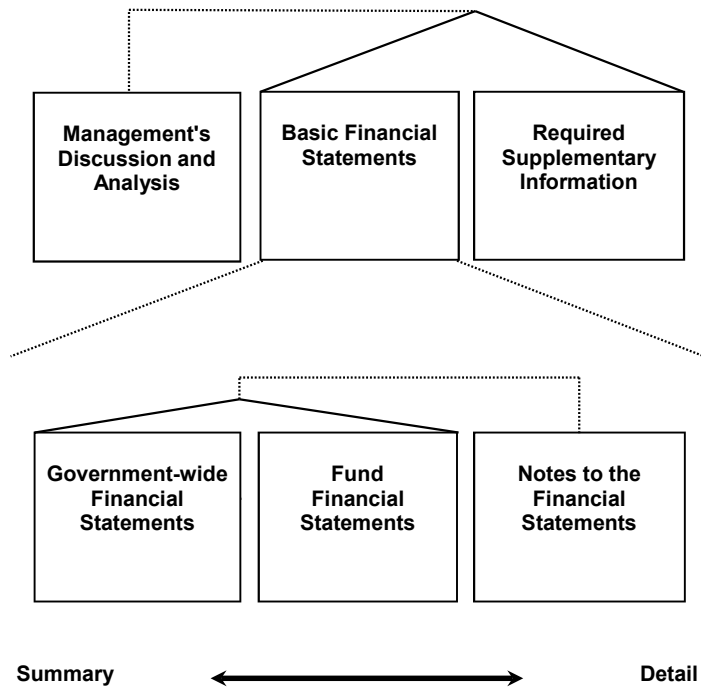 Management's
Discussion and
Analysis
Basic Financial
Statements
Required
Supplementary
Information
Government-wide
Financial
Statements
Fund
Financial
Statements
Notes to the
Financial
Statements
Summary
Detail